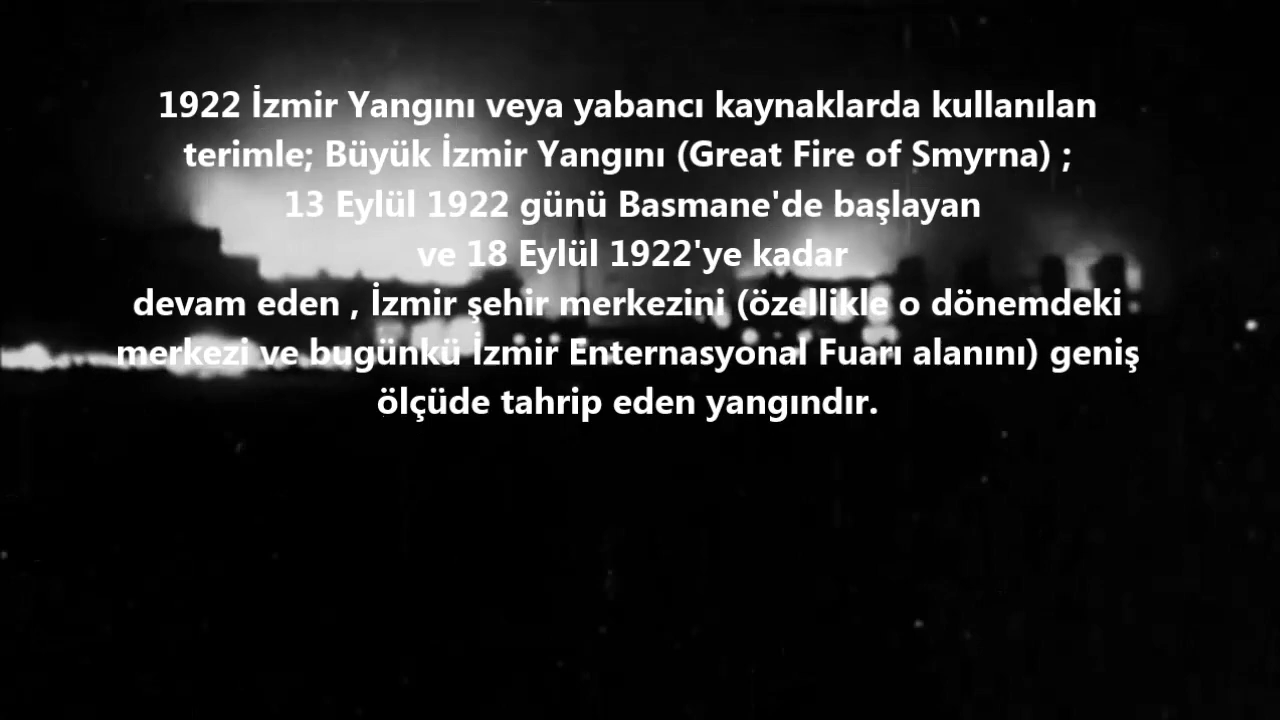 1922 İzmir Yangını veya yabancı kaynaklarda kullanılan
terimle; Büyük İzmir Yangını (Great Fire of Smyrna) ;
13 Eylül 1922 günü Basmane'de başlayan
ve 18 Eylül 1922'ye kadar
devam eden , İzmir şehir merkezini (özellikle o dönemdeki
merkezi ve bugünkü İzmir Enternasyonal Fuarı alanını) geniş
ölçüde tahrip eden yangındır.